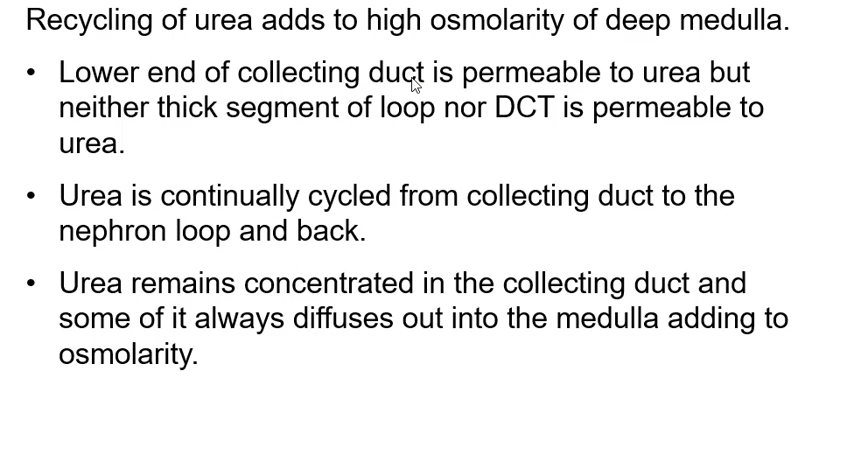 Recycling of urea adds to high osmolarity of deep medulla.
• Lower end of collecting duct is permeable to urea but
neither thick segment of loop nor DCT is permeable to
urea.
• Urea is continually cycled from collecting duct to the
nephron loop and back.
• Urea remains concentrated in the collecting duct and
some of it always diffuses out into the medulla adding to
osmolarity.